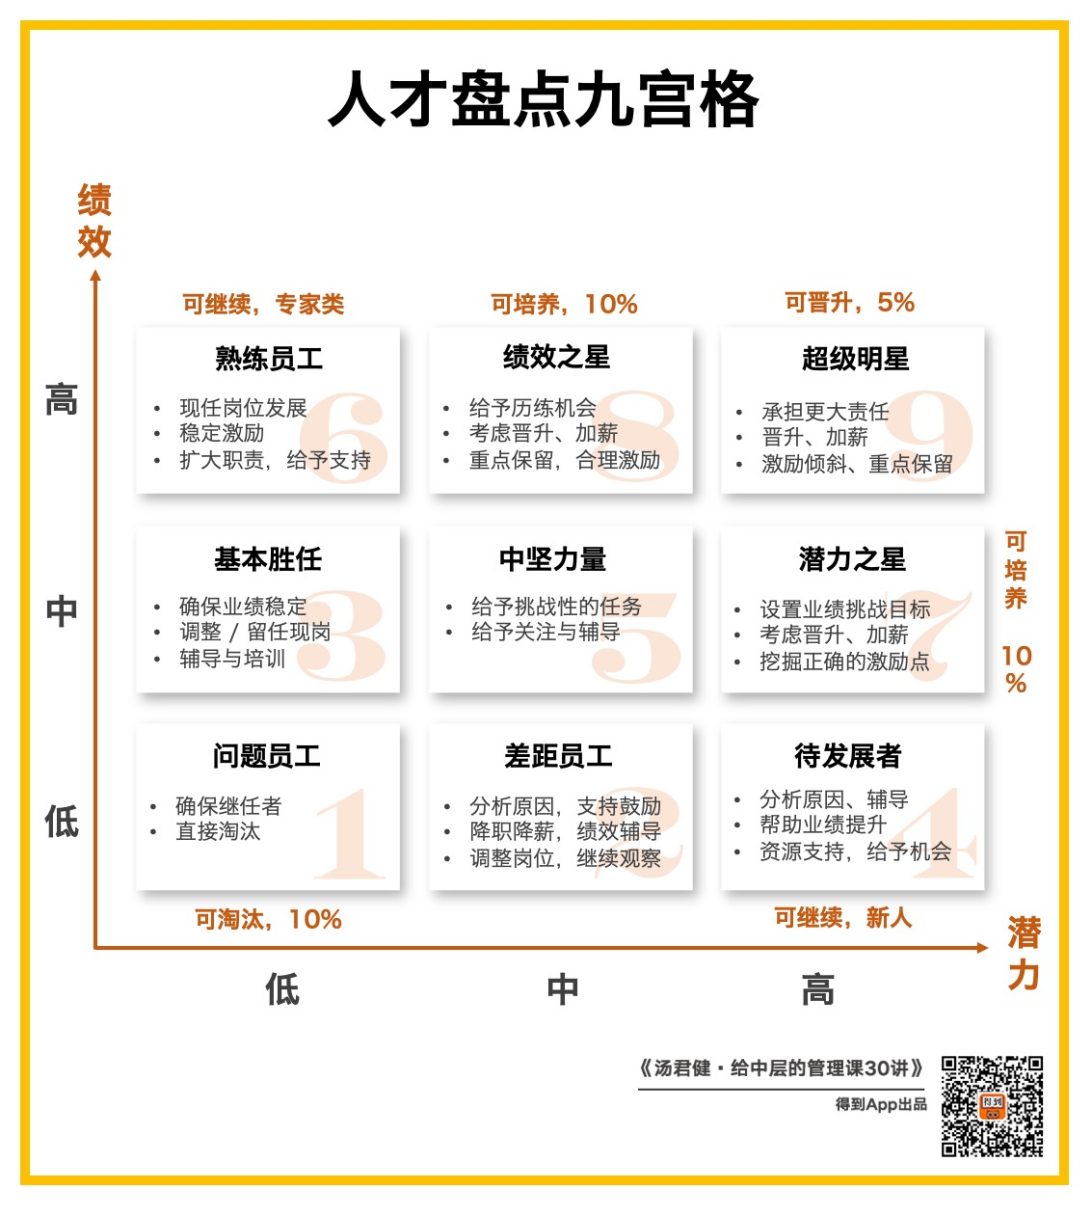 人才盘点九宫格
绩效
可继续，专家类
可培养，10%
可晋升，5%
高
熟练员工
• 现任岗位发展
• 稳定激励
• 扩大职责，给予支持
6
绩效之星
• 给予历练机会
• 考虑晋升、加薪
• 重点保留，合理激励
8
超级明星
• 承担更大责任
• 晋升、加薪
• 激励倾斜、重点保留
9
中
基本胜任
• 确保业绩稳定
• 调整 / 留任现岗
• 辅导与培训
3
中坚力量
• 给予挑战性的任务
• 给予关注与辅导
5
潜力之星
• 设置业绩挑战目标
• 考虑晋升、加薪
• 挖掘正确的激励点
7
可培养 10%
低
问题员工
• 确保继任者
• 直接淘汰
1
差距员工
• 分析原因，支持鼓励
• 降职降薪，绩效辅导
• 调整岗位，继续观察
2
待发展者
• 分析原因、辅导
• 帮助业绩提升
• 资源支持，给予机会
4
可淘汰，10%
可继续，新人
潜力
低
中
高
《汤君健·给中层的管理课30讲》
得到App出品
得到